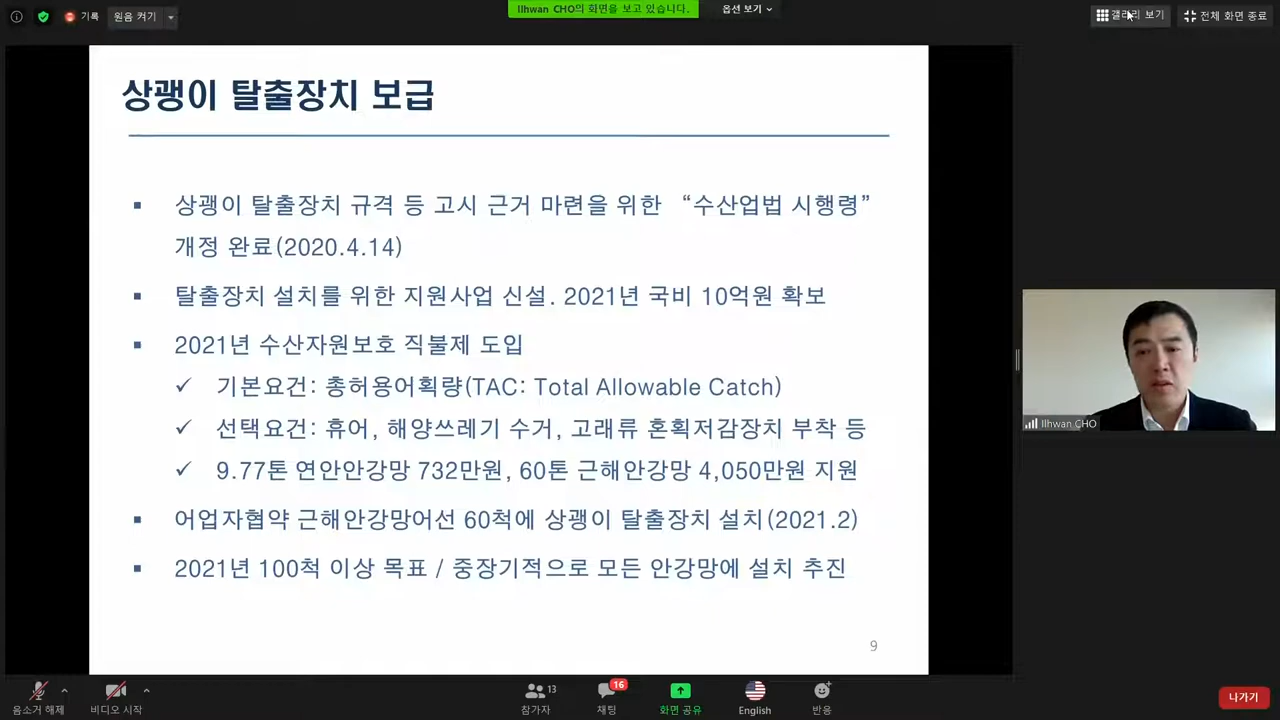 기록
원음 켜기
Ilhwan CHO의 화면을 보고 있습니다.
옵션 보기
갤러리 보기
전체 화면 종료
상괭이 탈출장치 보급
▪ 상괭이 탈출장치 규격 등 고시 근거 마련을 위한 “수산업법 시행령”
개정 완료(2020.4.14)
▪ 탈출장치 설치를 위한 지원사업 신설. 2021년 국비 10억원 확보
▪ 2021년 수산자원보호 직불제 도입
✓ 기본요건: 총허용어획량(TAC: Total Allowable Catch)
✓ 선택요건: 휴어, 해양쓰레기 수거, 고래류 혼획저감장치 부착 등
✓ 9.77톤 연안안강망 732만원, 60톤 근해안강망 4,050만원 지원
▪ 어업자협약 근해안강망어선 60척에 상괭이 탈출장치 설치(2021.2)
▪ 2021년 100척 이상 목표 / 중장기적으로 모든 안강망에 설치 추진
9
Ilhwan CHO
음소거 해제
비디오 시작
13
참가자
16
채팅
화면 공유
English
반응
나가기